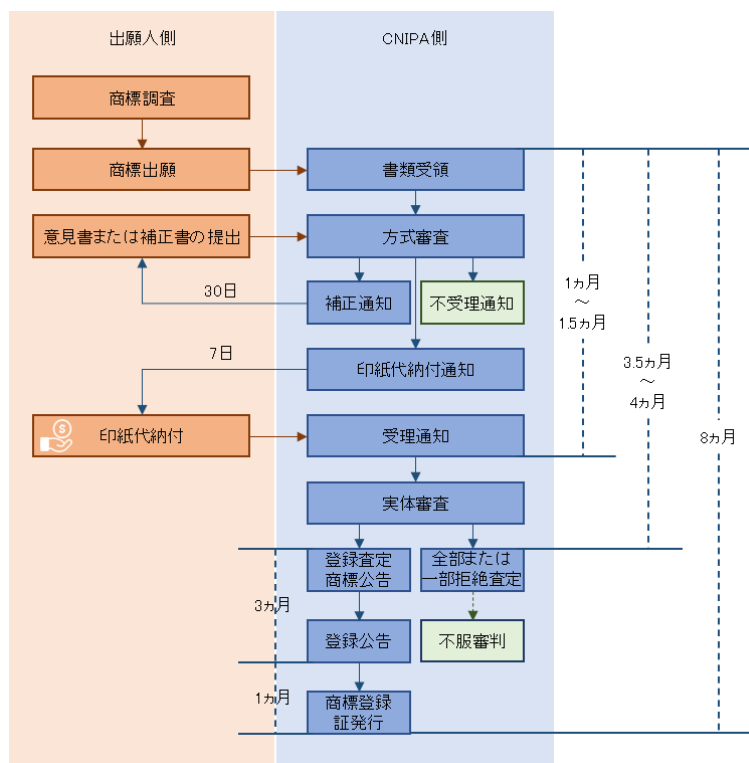 出願人側
CNIPA側
商標調査
商標出願
書類受領
意見書または補正書の提出
方式審査
30日
補正通知
不受理通知
1ヵ月
~
1.5ヵ月
7日
印紙代納付通知
3.5ヵ月
~
4ヵ月
$
印紙代納付
受理通知
8ヵ月
実体審査
登録査定
商標公告
全部または
一部拒絶査定
3ヵ月
登録公告
不服審判
1ヵ月
商標登録
証発行